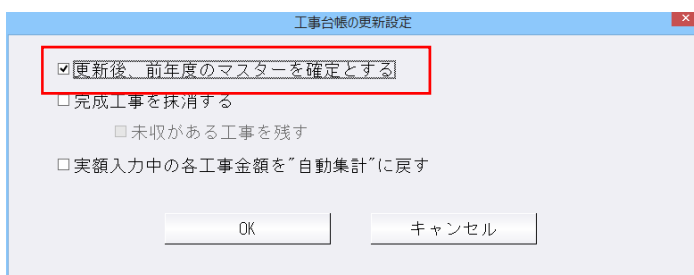 工事台帳の更新設定
更新後、前年度のマスターを確定とする
完成工事を抹消する
未収がある工事を残す
実額入力中の各工事金額を"自動集計"に戻す
OK
キャンセル